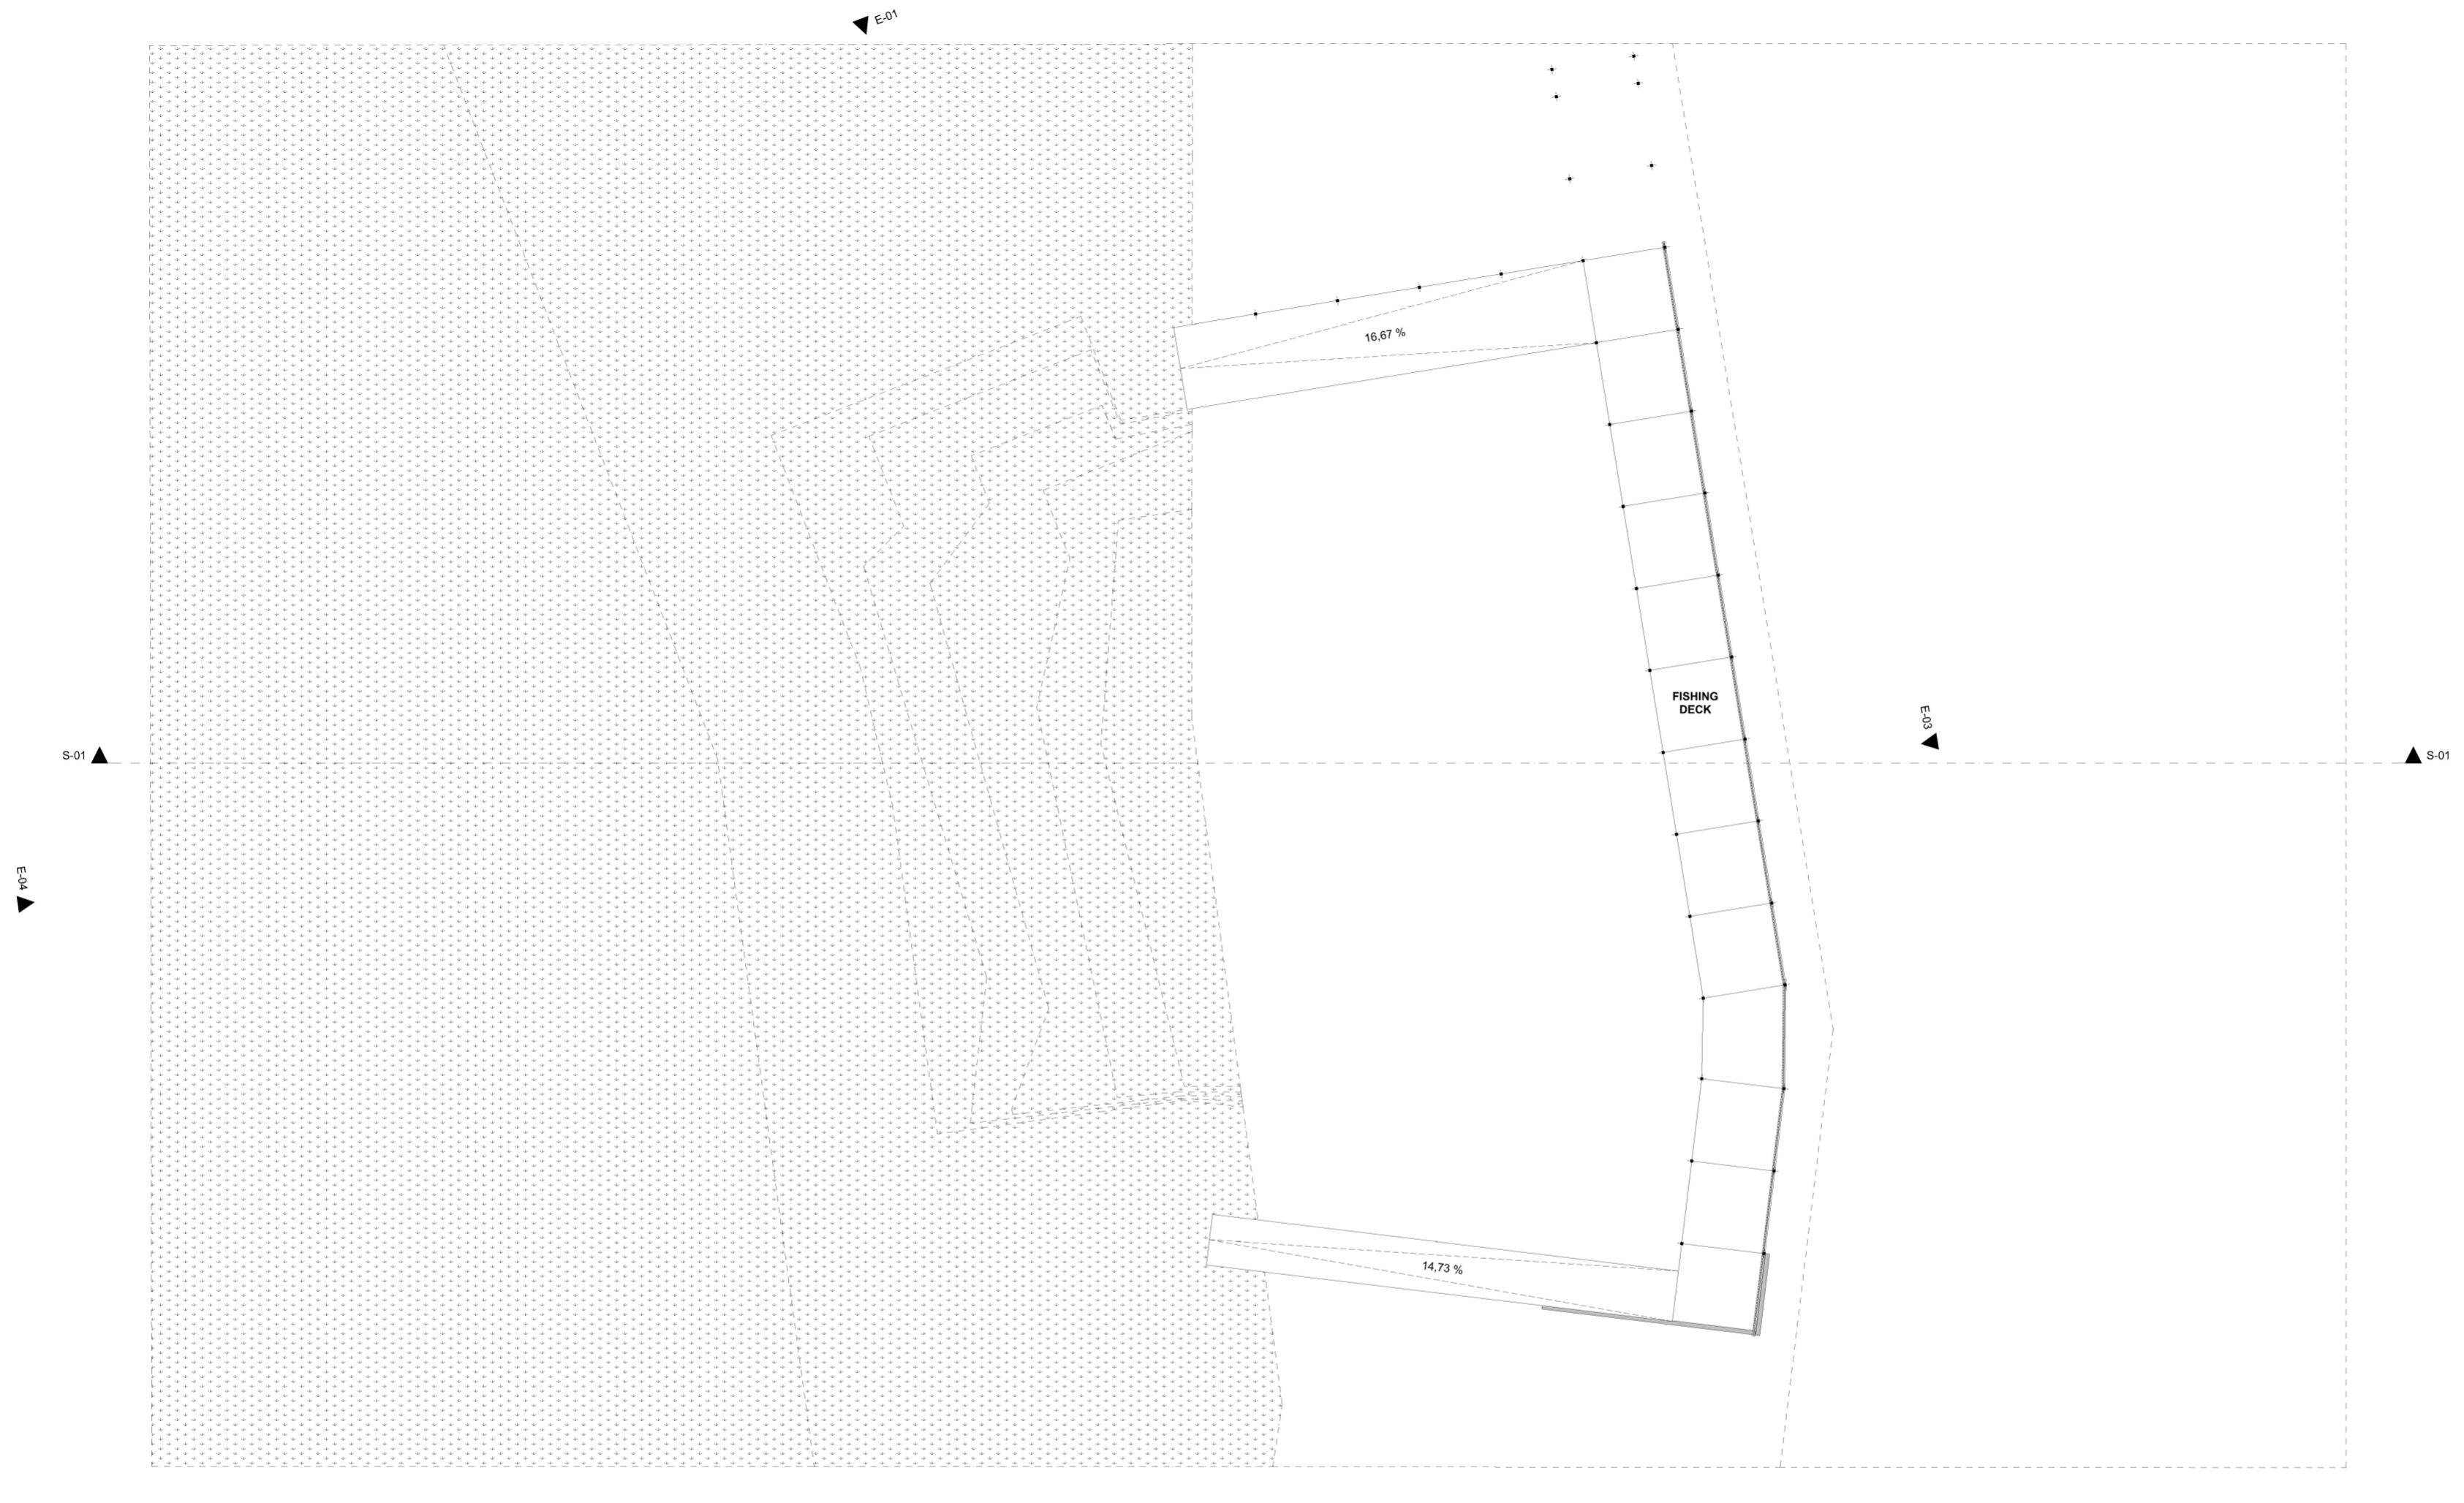 E-01
16,67 %
FISHING
DECK
E-03
S-01
S-01
E-04
14,73 %